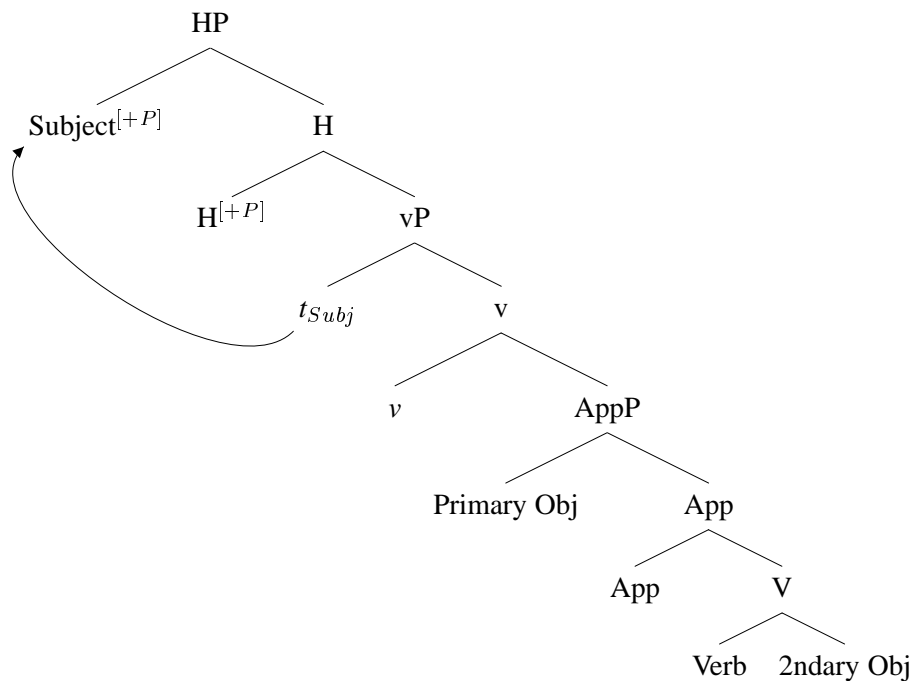 HP
Subject[+P] H
H[+P] vP
tSubj v
v AppP
Primary Obj App
App V
Verb 2ndary Obj